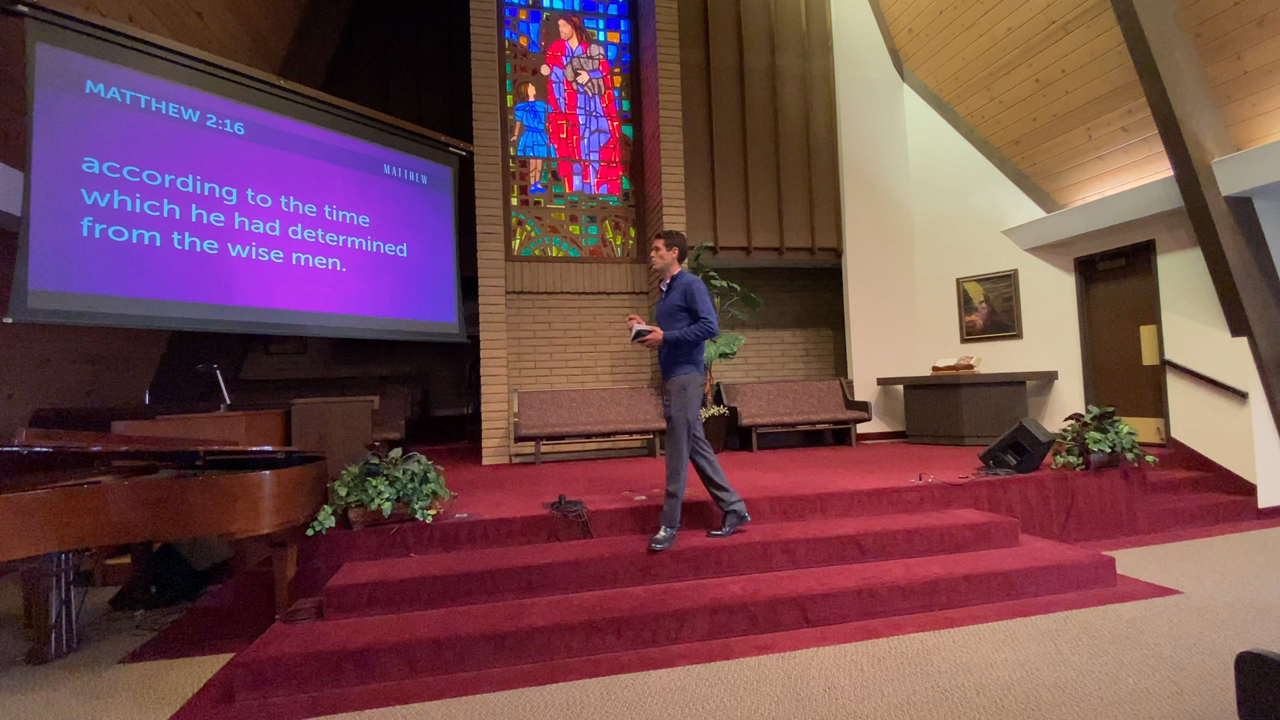 MATTHEW 2:16
MATTHEW
according to the time
which he had determined
from the wise men.